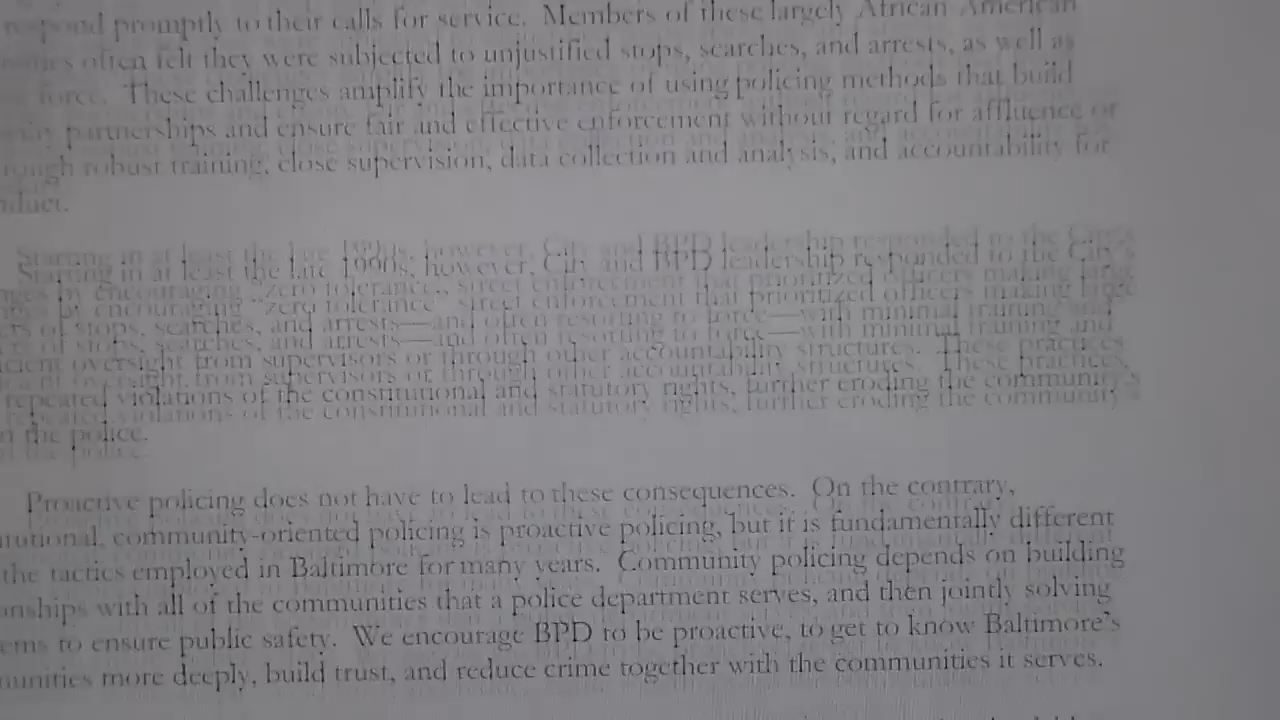 respond promptly to their calls for service. Members of these largely African American
often felt they were subjected to unjustified stops, searches, and arrests, as well as
force. These challenges amplify the importance of using policing methods that build
partnerships and ensure fair and effective enforcement without regard for affluence or
rough robust training, close supervision, data collection and analysis, and accountability for
nduct.
Starting in at least the late 1990s, however, City and BPD leadership responded to the City's
nges by encouraging "zero tolerance" street enforcement that prioritized officers making large
ers of stops, searches, and arrests—and often resorting to force—with minimal training and
icient oversight from supervisors or through other accountability structures. These practices
repeated violations of the constitutional and statutory rights, further eroding the community's
n the police.
Proactive policing does not have to lead to these consequences. On the contrary,
tutional, community-oriented policing is proactive policing, but it is fundamentally different
the tactics employed in Baltimore for many years. Community policing depends on building
onships with all of the communities that a police department serves, and then jointly solving
ems to ensure public safety. We encourage BPD to be proactive, to get to know Baltimore's
munities more deeply, build trust, and reduce crime together with the communities it serves.